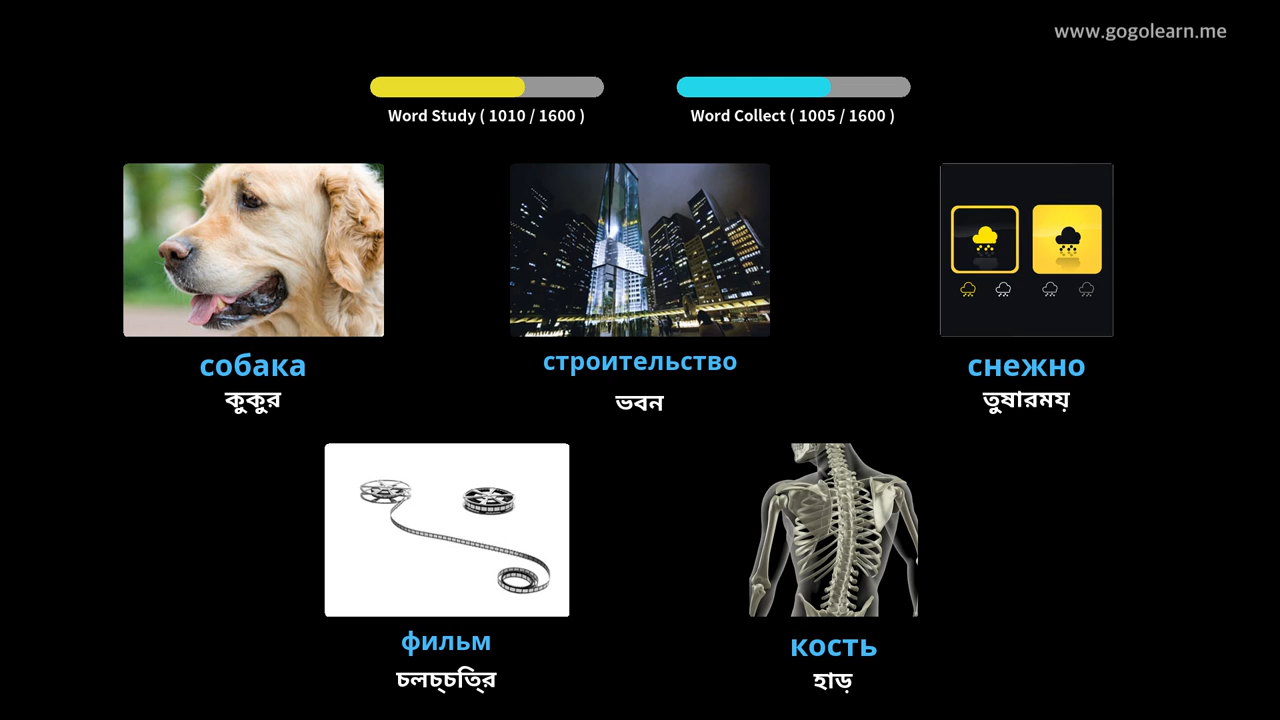 www.gogolearn.me
Word Study ( 1010 / 1600 )
Word Collect ( 1005 / 1600 )
собака
কুকুর
строительство
ভবন
снежно
তুষারময়
фильм
চলচ্চিত্র
кость
হাড়